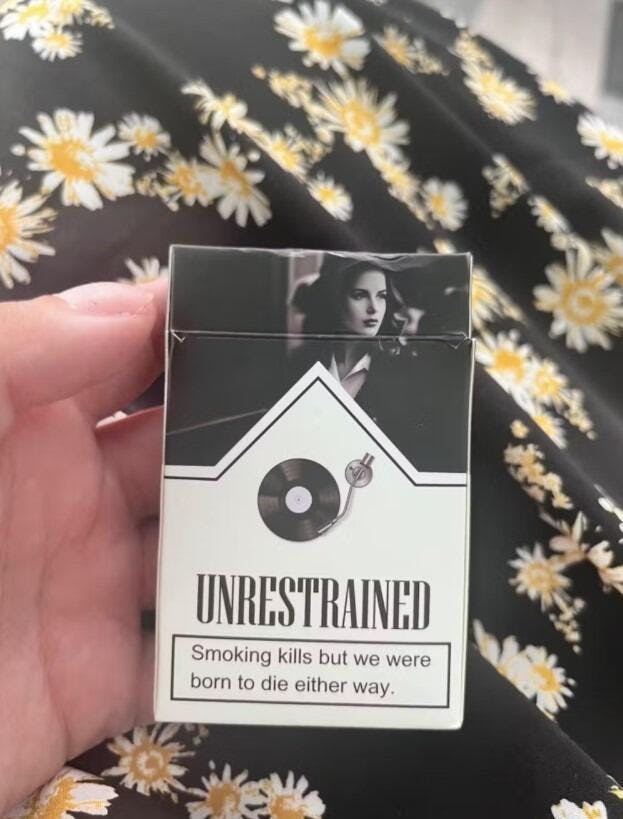 UNRESTRAINED
Smoking kills but we were
born to die either way.